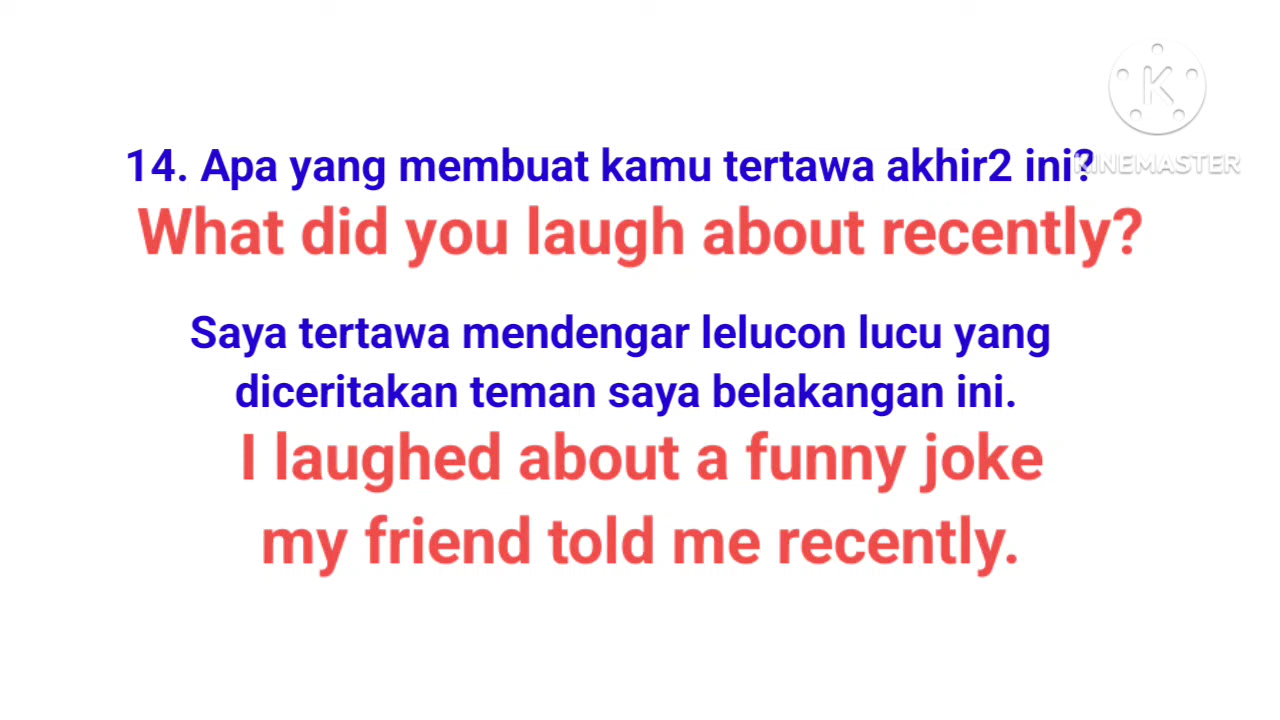 14. Apa yang membuat kamu tertawa akhir2 ini?
KINEMASTER
What did you laugh about recently?
Saya tertawa mendengar lelucon lucu yang
diceritakan teman saya belakangan ini.
I laughed about a funny joke
my friend told me recently.